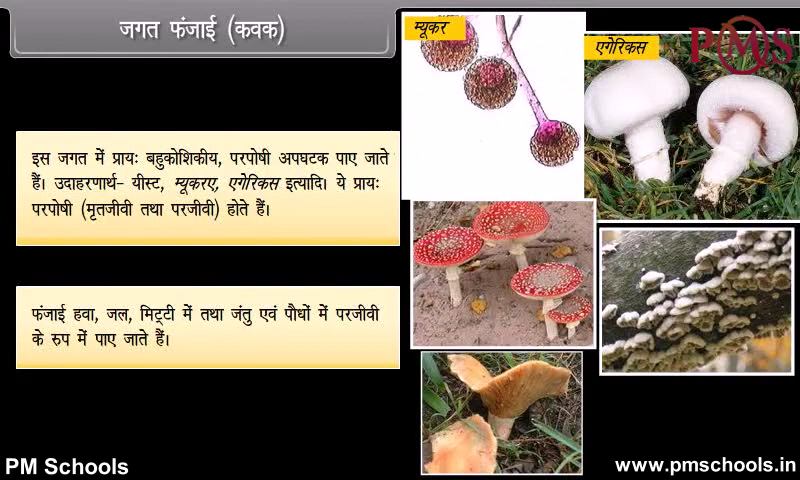 जगत फंजाई (कवक)
म्यूकर
एगेरिकस
PMS
इस जगत में प्रायः बहुकोशिकीय, परपोषी अपघटक पाए जाते
हैं। उदाहरणार्थ- यीस्ट, म्यूकरए, एगेरिकस इत्यादि। ये प्रायः
परपोषी (मृतजीवी तथा परजीवी) होते हैं।
फंजाई हवा, जल, मिट्टी में तथा जंतु एवं पौधों में परजीवी
के रुप में पाए जाते हैं।
PM Schools
www.pmschools.in